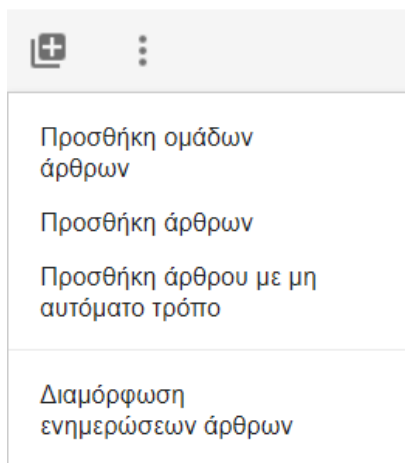 Προσθήκη ομάδων
άρθρων
Προσθήκη άρθρων
Προσθήκη άρθρου με μη
αυτόματο τρόπο
Διαμόρφωση
ενημερώσεων άρθρων